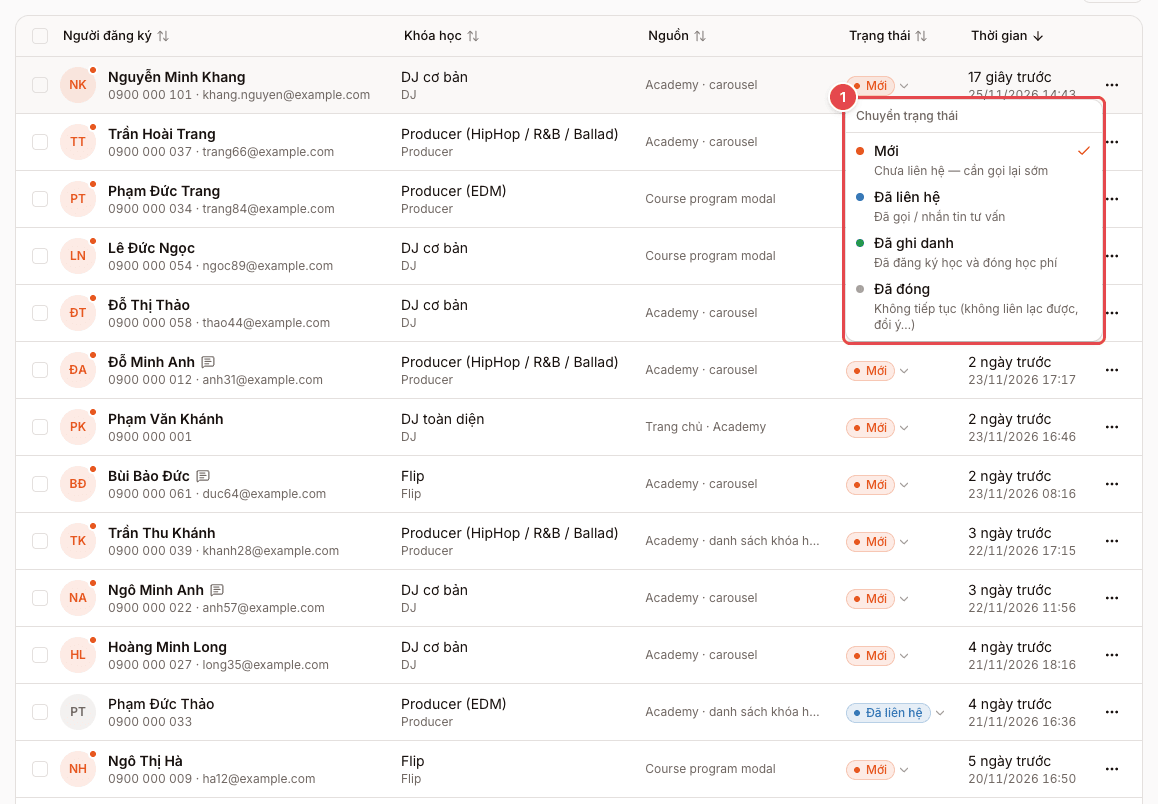 Người đăng ký
Khóa học
Nguồn
Trạng thái
Thời gian
NK
Nguyễn Minh Khang
0900 000 101 · khang.nguyen@example.com
DJ cơ bản
DJ
Academy · carousel
Mới
17 giây trước
25/11/2026 14:43
1
Chuyển trạng thái
Mới
Chưa liên hệ — cần gọi lại sớm
Đã liên hệ
Đã gọi / nhắn tin tư vấn
Đã ghi danh
Đã đăng ký học và đóng học phí
Đã đóng
Không tiếp tục (không liên lạc được,
đổi ý...)
TT
Trần Hoài Trang
0900 000 037 · trang66@example.com
Producer (HipHop / R&B / Ballad)
Producer
Academy · carousel
PT
Phạm Đức Trang
0900 000 034 · trang84@example.com
Producer (EDM)
Producer
Course program modal
LN
Lê Đức Ngọc
0900 000 054 · ngoc89@example.com
DJ cơ bản
DJ
Course program modal
ĐT
Đỗ Thị Thảo
0900 000 058 · thao44@example.com
DJ cơ bản
DJ
Academy · carousel
ĐA
Đỗ Minh Anh
0900 000 012 · anh31@example.com
Producer (HipHop / R&B / Ballad)
Producer
Academy · carousel
Mới
2 ngày trước
23/11/2026 17:17
PK
Phạm Văn Khánh
0900 000 001
DJ toàn diện
DJ
Trang chủ · Academy
Mới
2 ngày trước
23/11/2026 16:46
BĐ
Bùi Bảo Đức
0900 000 061 · duc64@example.com
Flip
Flip
Academy · carousel
Mới
2 ngày trước
23/11/2026 08:16
TK
Trần Thu Khánh
0900 000 039 · khanh28@example.com
Producer (HipHop / R&B / Ballad)
Producer
Academy · danh sách khóa h...
Mới
3 ngày trước
22/11/2026 17:15
NA
Ngô Minh Anh
0900 000 022 · anh57@example.com
DJ cơ bản
DJ
Academy · carousel
Mới
3 ngày trước
22/11/2026 11:56
HL
Hoàng Minh Long
0900 000 027 · long35@example.com
DJ cơ bản
DJ
Academy · carousel
Mới
4 ngày trước
21/11/2026 18:16
PT
Phạm Đức Thảo
0900 000 033
Producer (EDM)
Producer
Academy · danh sách khóa h...
Đã liên hệ
4 ngày trước
21/11/2026 16:36
NH
Ngô Thị Hà
0900 000 009 · ha12@example.com
Flip
Flip
Course program modal
Mới
5 ngày trước
20/11/2026 16:50